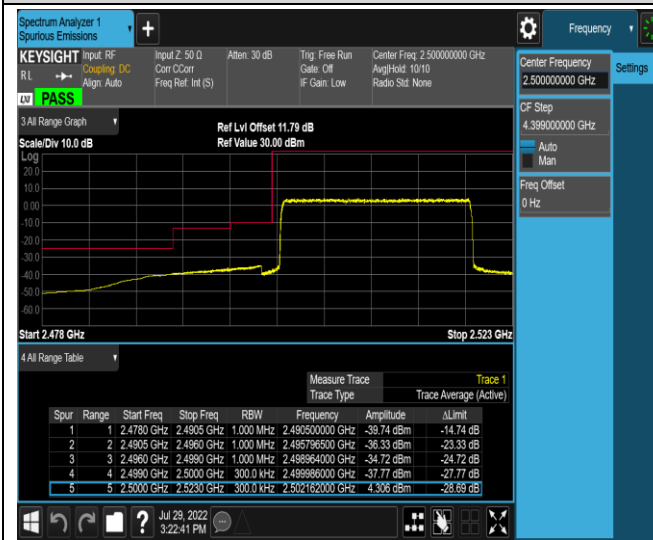 Spectrum Analyzer 1
Spurious Emissions
Frequency
KEYSIGHT Input: RF
Coupling: DC
Align: Auto
Input Z: 50 Ω
Corr CCorr
Freq Ref: Int (S)
Atten: 30 dB
Trig: Free Run
Gate: Off
IF Gain: Low
Center Freq: 2.500000000 GHz
Avg|Hold: 10/10
Radio Std: None
RL
LXI PASS
Center Frequency
2.500000000 GHz
Settings
CF Step
4.399000000 GHz
Auto
Man
Freq Offset
0 Hz
3 All Range Graph
Ref Lvl Offset 11.79 dB
Scale/Div 10.0 dB Ref Value 30.00 dBm
Log
20.0
10.0
0.00
-10.0
-20.0
-30.0
-40.0
-50.0
-60.0
Start 2.478 GHz Stop 2.523 GHz
4 All Range Table
Measure Trace Trace 1
Trace Type Trace Average (Active)
Spur Range Start Freq Stop Freq RBW Frequency Amplitude ΔLimit
1 1 2.4780 GHz 2.4905 GHz 1.000 MHz 2.490500000 GHz -39.74 dBm -14.74 dB
2 2 2.4905 GHz 2.4960 GHz 1.000 MHz 2.495796500 GHz -36.33 dBm -23.33 dB
3 3 2.4960 GHz 2.4990 GHz 1.000 MHz 2.498964000 GHz -34.72 dBm -24.72 dB
4 4 2.4990 GHz 2.5000 GHz 300.0 kHz 2.499986000 GHz -37.77 dBm -27.77 dB
5 5 2.5000 GHz 2.5230 GHz 300.0 kHz 2.502162000 GHz 4.306 dBm -28.69 dB
Jul 29, 2022
3:22:41 PM